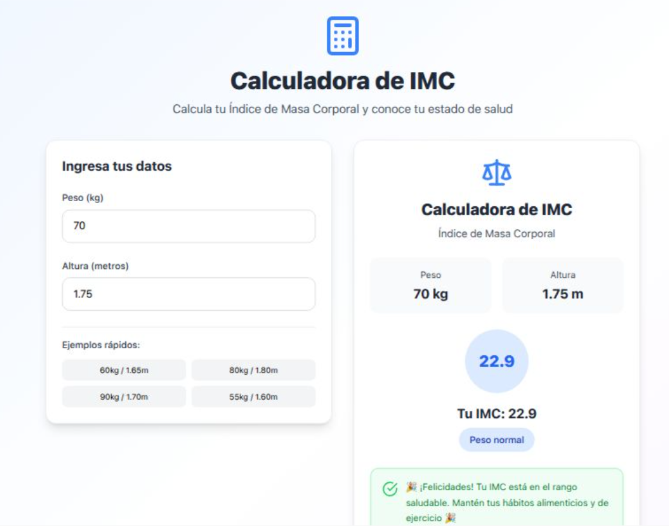 Calculadora de IMC
Calcula tu Índice de Masa Corporal y conoce tu estado de salud
Ingresa tus datos
Peso (kg)
70
Altura (metros)
1.75
Ejemplos rápidos:
60kg / 1.65m
80kg / 1.80m
90kg / 1.70m
55kg / 1.60m
Calculadora de IMC
Índice de Masa Corporal
Peso
70 kg
Altura
1.75 m
22.9
Tu IMC: 22.9
Peso normal
🎉 ¡Felicidades! Tu IMC está en el rango
saludable. Mantén tus hábitos alimenticios y de
ejercicio 🎉